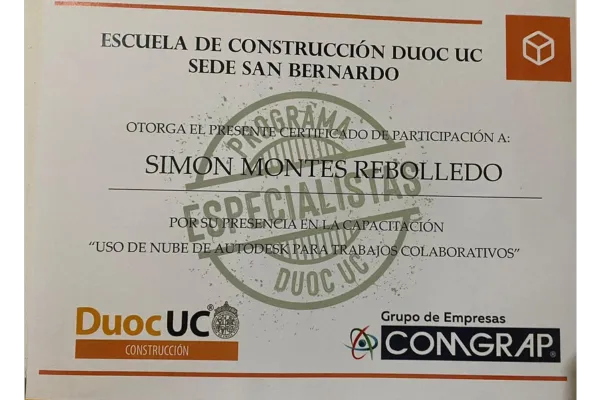 ESCUELA DE CONSTRUCCIÓN DUOC UC
SEDE SAN BERNARDO
OTORGA EL PRESENTE CERTIFICADO DE PARTICIPACIÓN A:
SIMON MONTES REBOLLEDO
PROGRAMA
ESPECIALISTAS
DUOC UC
POR SU PRESENCIA EN LA CAPACITACIÓN
“USO DE NUBE DE AUTODESK PARA TRABAJOS COLABORATIVOS”
Duoc UC®
CONSTRUCCIÓN
Grupo de Empresas
COMGRAP®